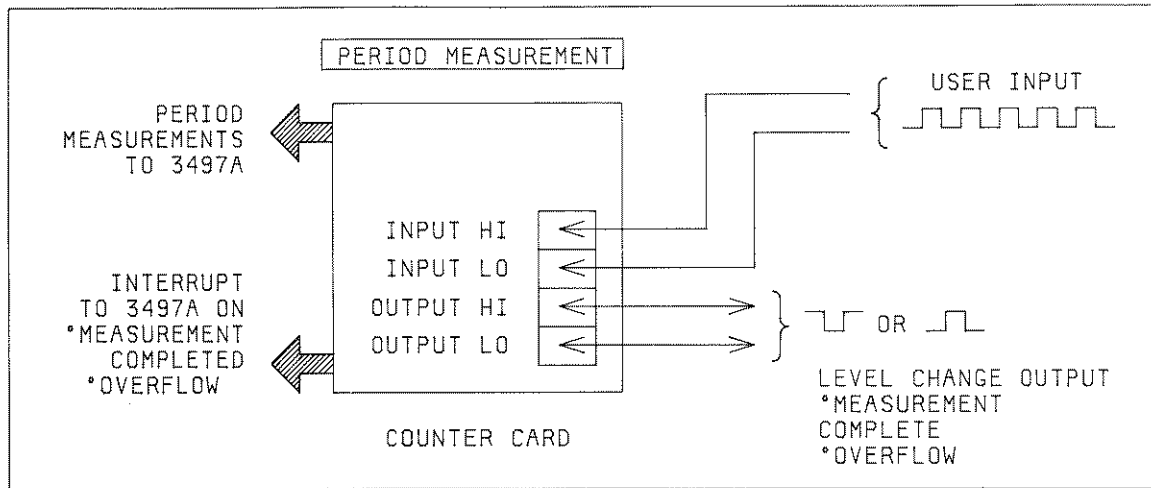 PERIOD MEASUREMENT
PERIOD
MEASUREMENTS
TO 3497A
USER INPUT
INPUT HI
INPUT LO
OUTPUT HI
OUTPUT LO
INTERRUPT
TO 3497A ON
°MEASUREMENT
COMPLETED
°OVERFLOW
OR
LEVEL CHANGE OUTPUT
°MEASUREMENT
COMPLETE
°OVERFLOW
COUNTER CARD